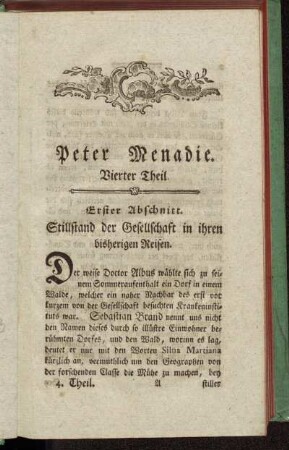 Peter Menadie.
Vierter Theil
Erster Abschnitt.
Stillstand der Gesellschaft in ihren
bisherigen Reisen.
Der weise Doctor Albus wählte sich zu sei-
nem Sommeraufenthalt ein Dorf in einem
Walde, welcher ein naher Nachbar des erst vor
kurzem von der Gesellschaft besuchten Krankeninsti-
tuts war. Sebastian Brand nennt uns nicht
den Namen dieses durch so illüstre Einwohner be-
rühmten Dorfes, und den Wald, worinn es lag,
deutet er nur mit den Worten Silua Marciana
kürzlich an, vermuthlich um den Geographen von
der forschenden Classe die Mühe zu machen, bey
4. Theil. A stiller